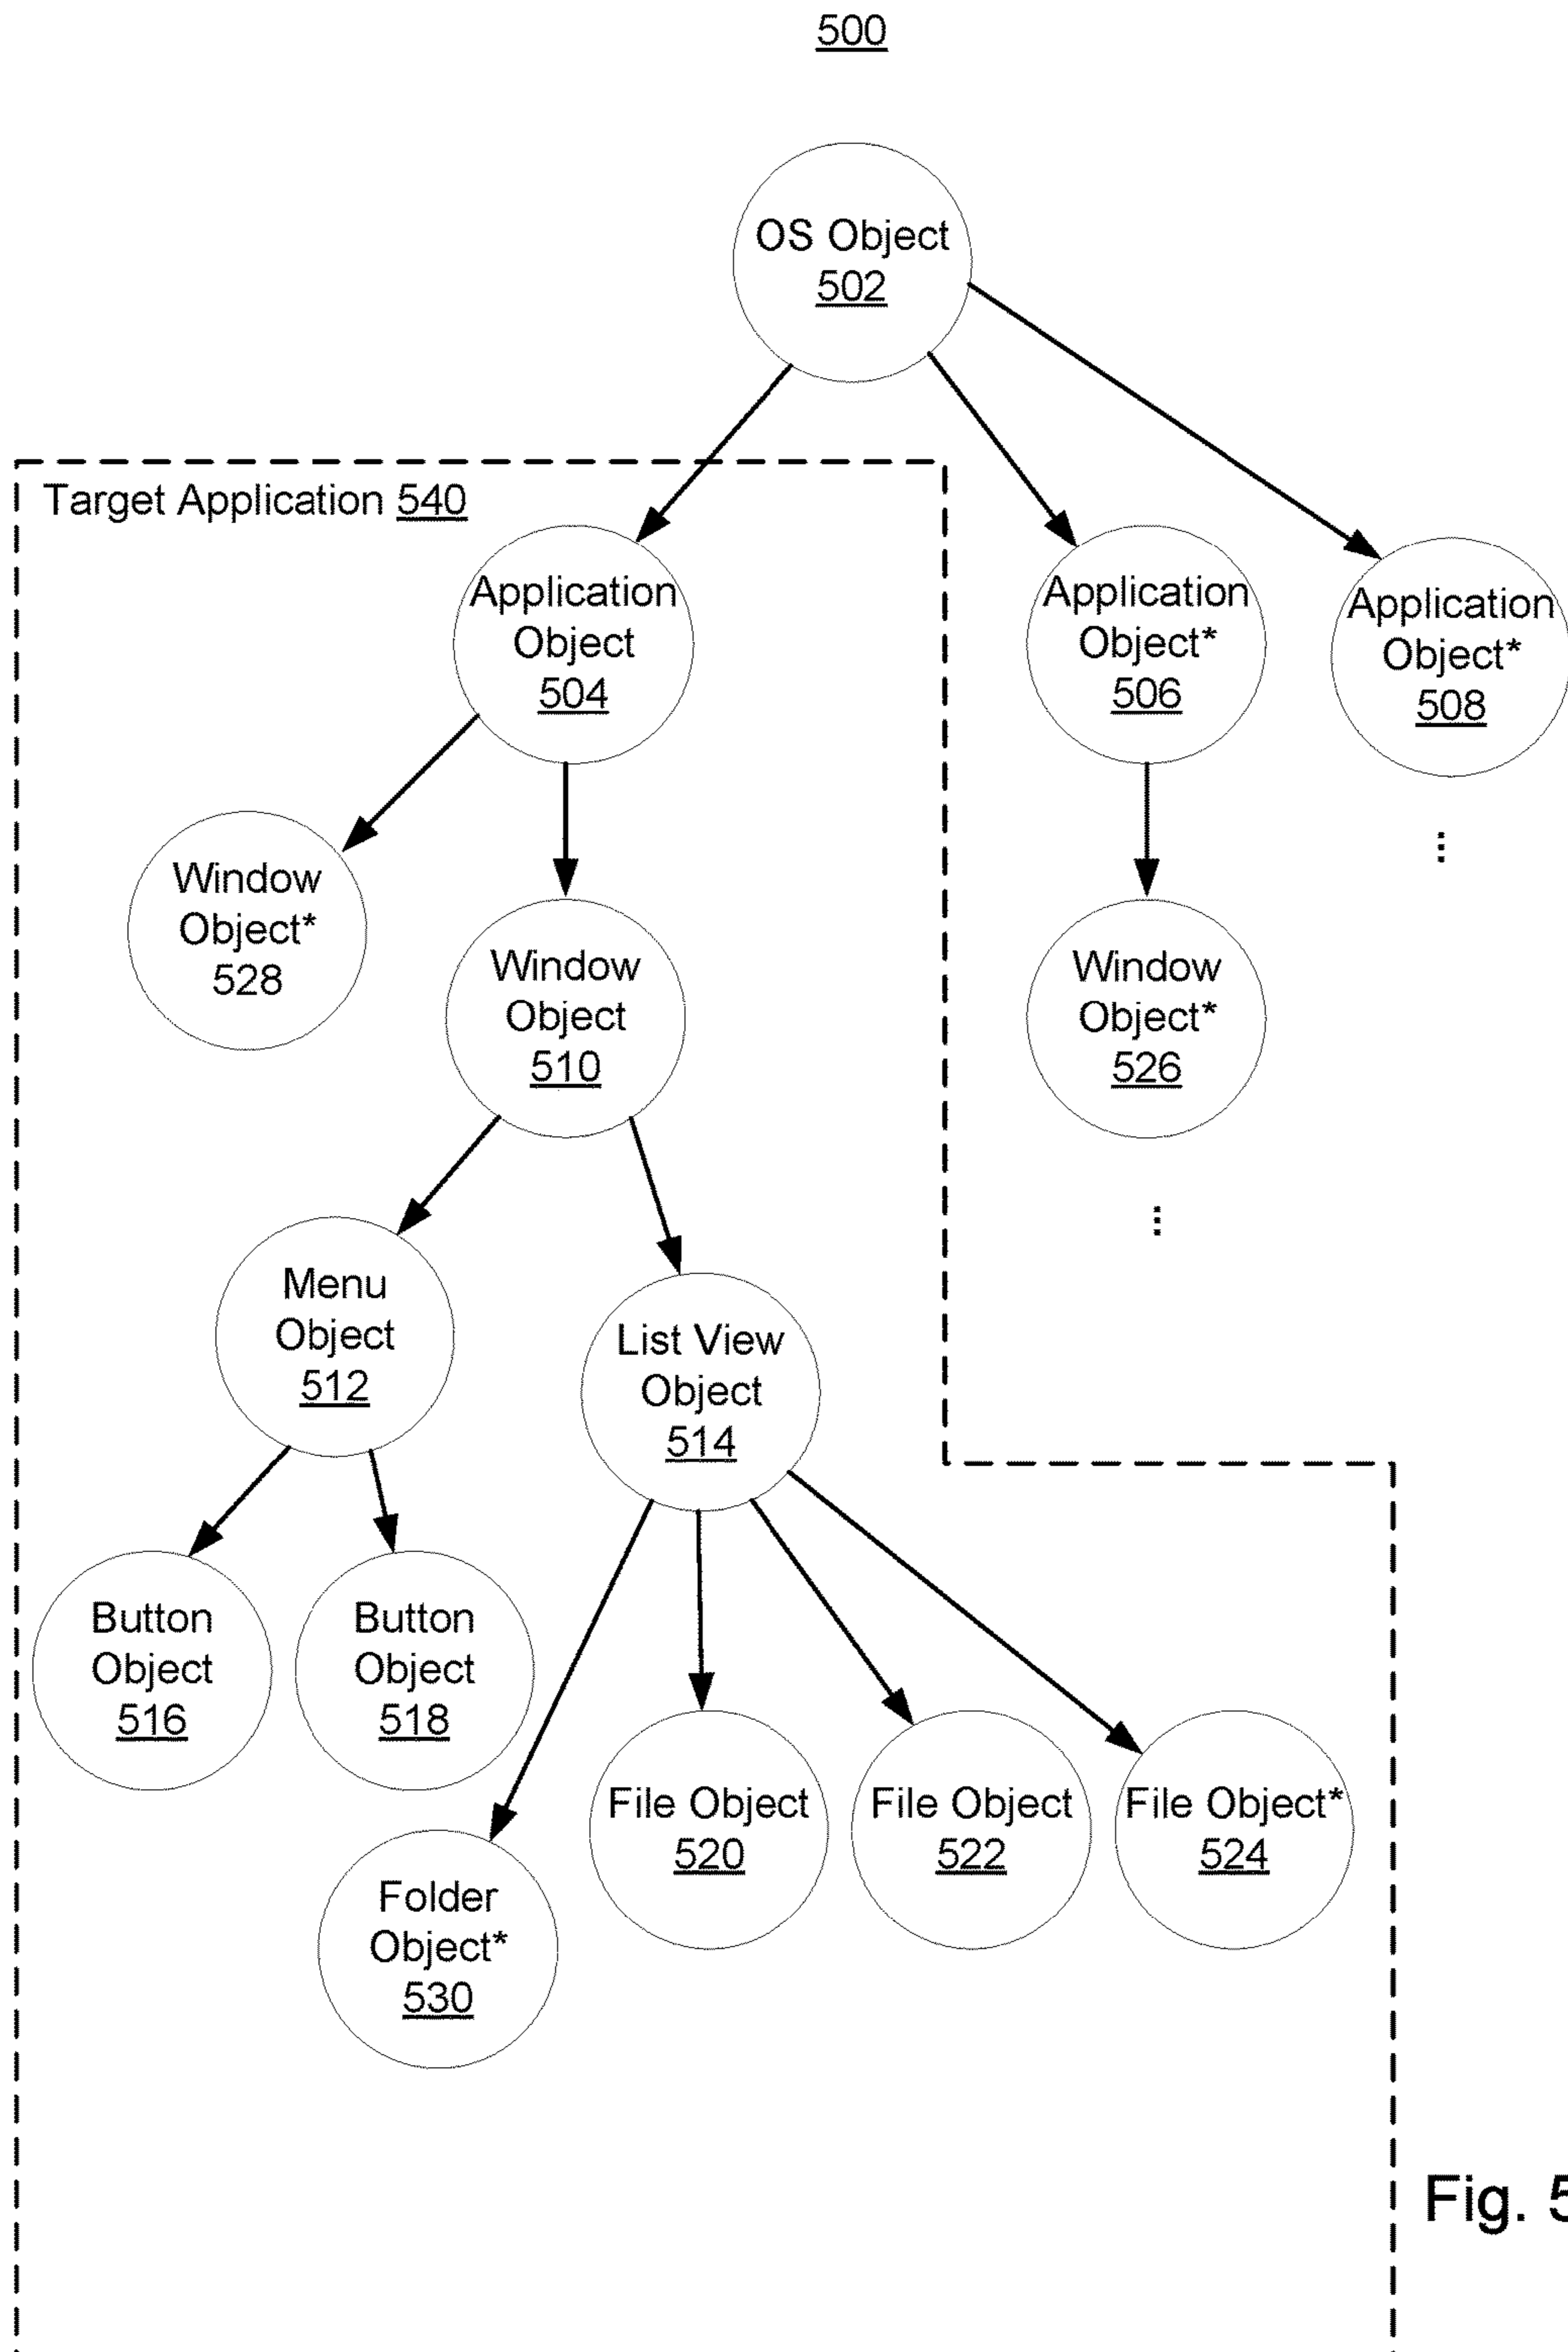 500
OS Object
502
Target Application 540
Application
Object
504
Application
Object*
506
Application
Object*
508
Window
Object*
528
...
Window
Object
510
Window
Object*
526
...
Menu
Object
512
List View
Object
514
Button
Object
516
Button
Object
518
File Object
520
File Object
522
File Object*
524
Folder
Object*
530
Fig. 5